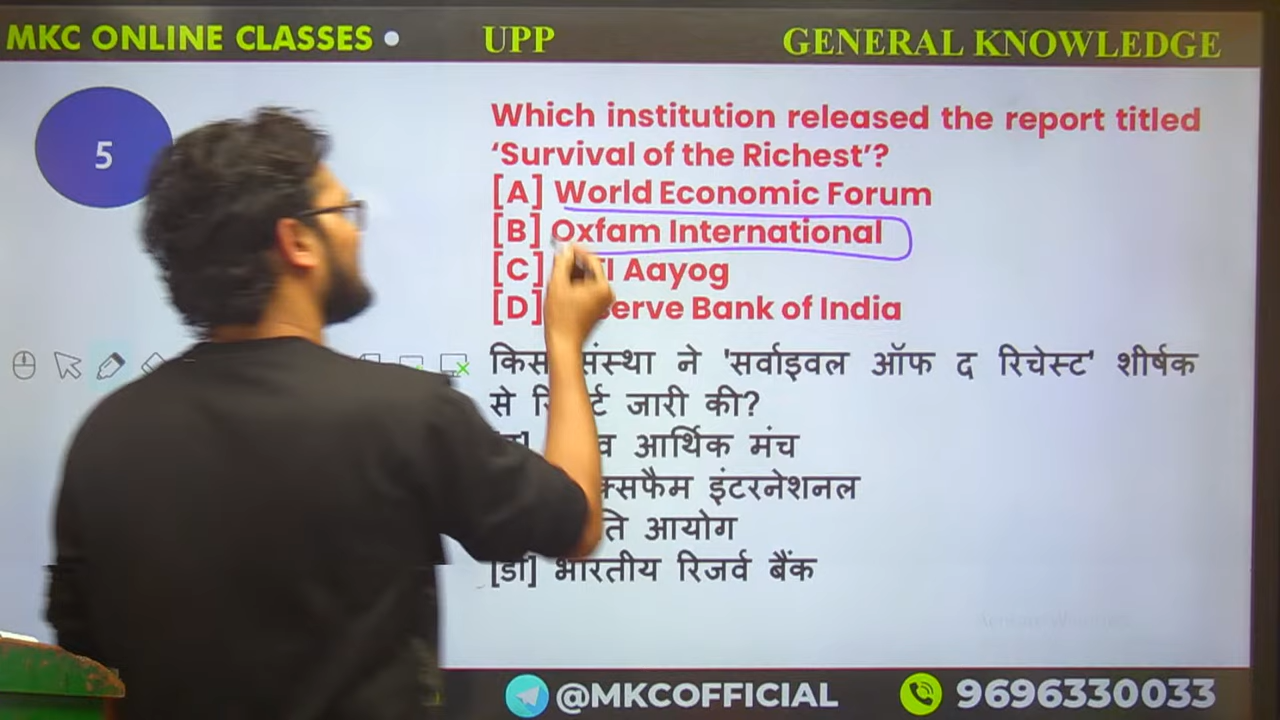 MKC ONLINE CLASSES ● UPP GENERAL KNOWLEDGE
5
Which institution released the report titled
‘Survival of the Richest’?
[A] World Economic Forum
[B] Oxfam International
[C] Aayog
[D] Bank of India
किस संस्था ने 'सर्वाइवल ऑफ द रिचेस्ट' शीर्षक
से जारी की?
आर्थिक मंच
इंटरनेशनल
आयोग
[डी] भारतीय रिजर्व बैंक
@MKCOFFICIAL 9696330033